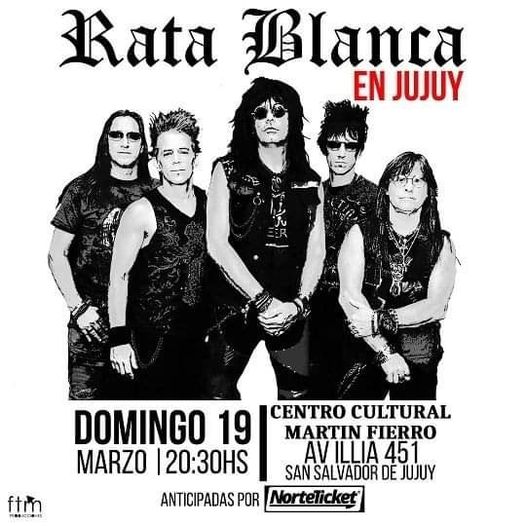 Rata Blanca
EN JUJUY
DOMINGO 19
MARZO | 20:30HS
CENTRO CULTURAL
MARTIN FIERRO
AV ILLIA 451
SAN SALVADOR DE JUJUY
ANTICIPADAS POR NorteTicket
ftm
PRODUCCIONES